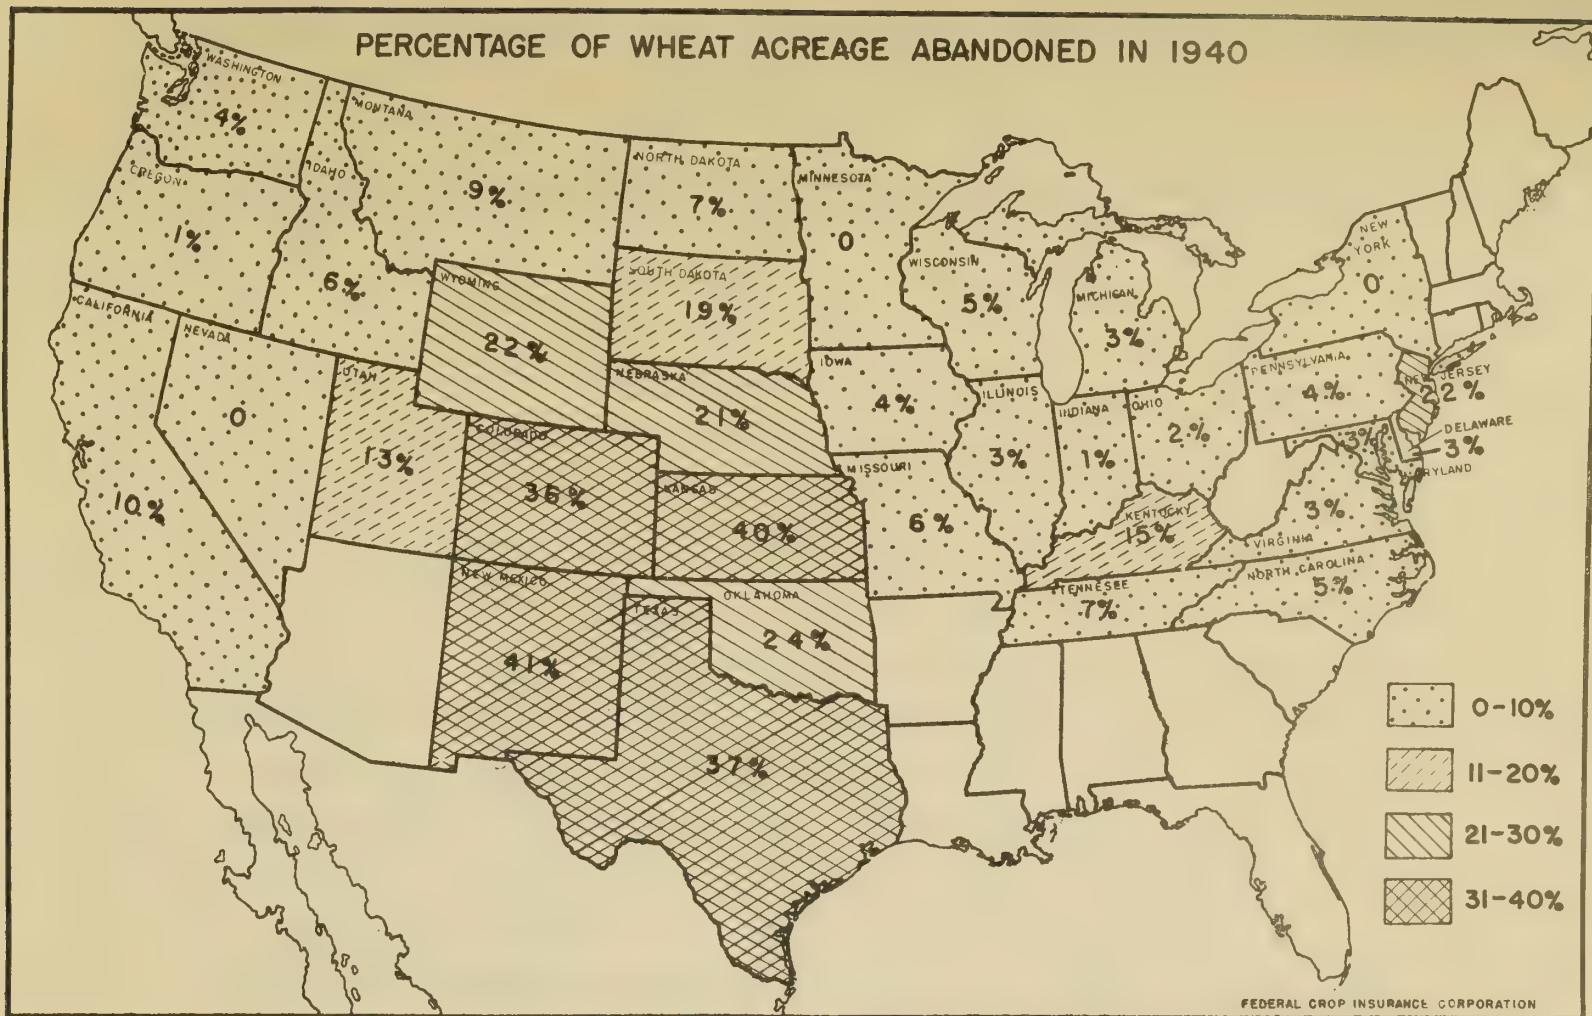 PERCENTAGE OF WHEAT ACREAGE ABANDONED IN 1940
WASHINGTON
4%
MONTANA
9%
IDAHO
6%
OREGON
1%
NORTH DAKOTA
7%
MINNESOTA
0
WISCONSIN
5%
MICHIGAN
3%
NEW
YORK
0
SOUTH DAKOTA
19%
WYOMING
22%
CALIFORNIA
10%
NEVADA
0
UTAH
13%
NEBRASKA
21%
IOWA
4%
ILLINOIS
3%
INDIANA
1%
OHIO
2%
PENNSYLVANIA
4%
NEW JERSEY
22%
DELAWARE
3%
3%
MARYLAND
COLORADO
36%
KANSAS
40%
MISSOURI
6%
KENTUCKY
15%
3%
VIRGINIA
NORTH CAROLINA
5%
TENNESEE
7%
NEW MEXICO
41%
TEXAS
37%
OKLAHOMA
24%
0-10%
11-20%
21-30%
31-40%
FEDERAL CROP INSURANCE CORPORATION